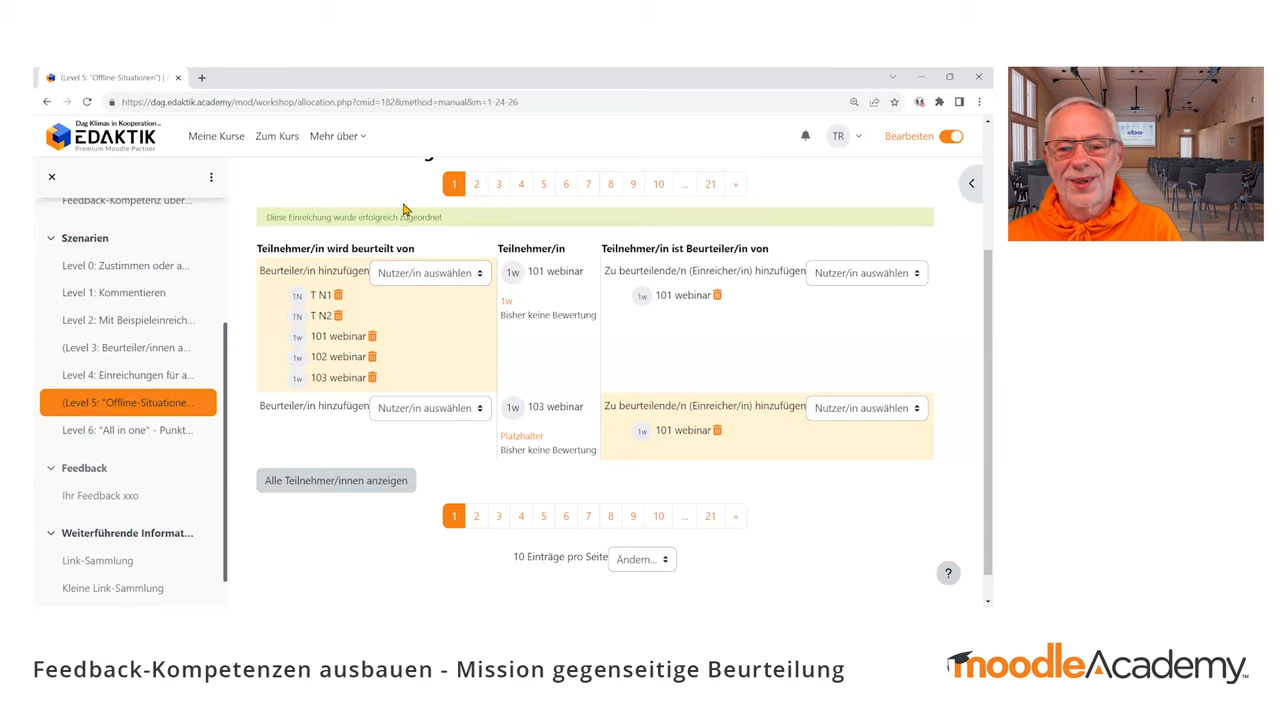 (Level 5: "Offline-Situationen") | A
https://dag.edaktik.academy/mod/workshop/allocation.php?cmid=182&method=manual&m=1-24-26
Dag Klimas in Kooperation...
EDAKTIK
Premium Moodle Partner
Meine Kurse
Zum Kurs
Mehr über
TR
Bearbeiten
Feedback-Kompetenz über
Szenarien
Level 0: Zustimmen oder a...
Level 1: Kommentieren
Level 2: Mit Beispieleinreich...
(Level 3: Beurteiler/innen a...
Level 4: Einreichungen für a...
(Level 5: "Offline-Situatione...
Level 6: "All in one" - Punkt...
Feedback
Ihr Feedback xxo
Weiterführende Informat...
Link-Sammlung
Kleine Link-Sammlung
1 2 3 4 5 6 7 8 9 10 ... 21 »
Diese Einreichung wurde erfolgreich zugeordnet
Teilnehmer/in wird beurteilt von
Teilnehmer/in
Teilnehmer/in ist Beurteiler/in von
Beurteiler/in hinzufügen Nutzer/in auswählen
TN T N1
TN T N2
1w 101 webinar
1w 102 webinar
1w 103 webinar
1w 101 webinar
1w
Bisher keine Bewertung
Zu beurteilende/n (Einreicher/in) hinzufügen Nutzer/in auswählen
1w 101 webinar
Beurteiler/in hinzufügen Nutzer/in auswählen
1w 103 webinar
Platzhalter
Bisher keine Bewertung
Zu beurteilende/n (Einreicher/in) hinzufügen Nutzer/in auswählen
1w 101 webinar
Alle Teilnehmer/innen anzeigen
1 2 3 4 5 6 7 8 9 10 ... 21 »
10 Einträge pro Seite Ändern...
?
Feedback-Kompetenzen ausbauen - Mission gegenseitige Beurteilung
moodleAcademy™